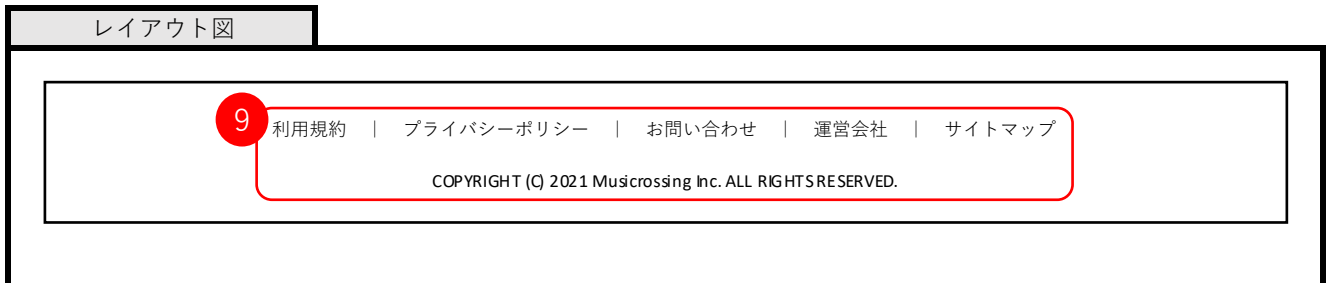 レイアウト図
9
利用規約 | プライバシーポリシー | お問い合わせ | 運営会社 | サイトマップ
COPYRIGHT (C) 2021 Musicrossing Inc. ALL RIGHTS RESERVED.